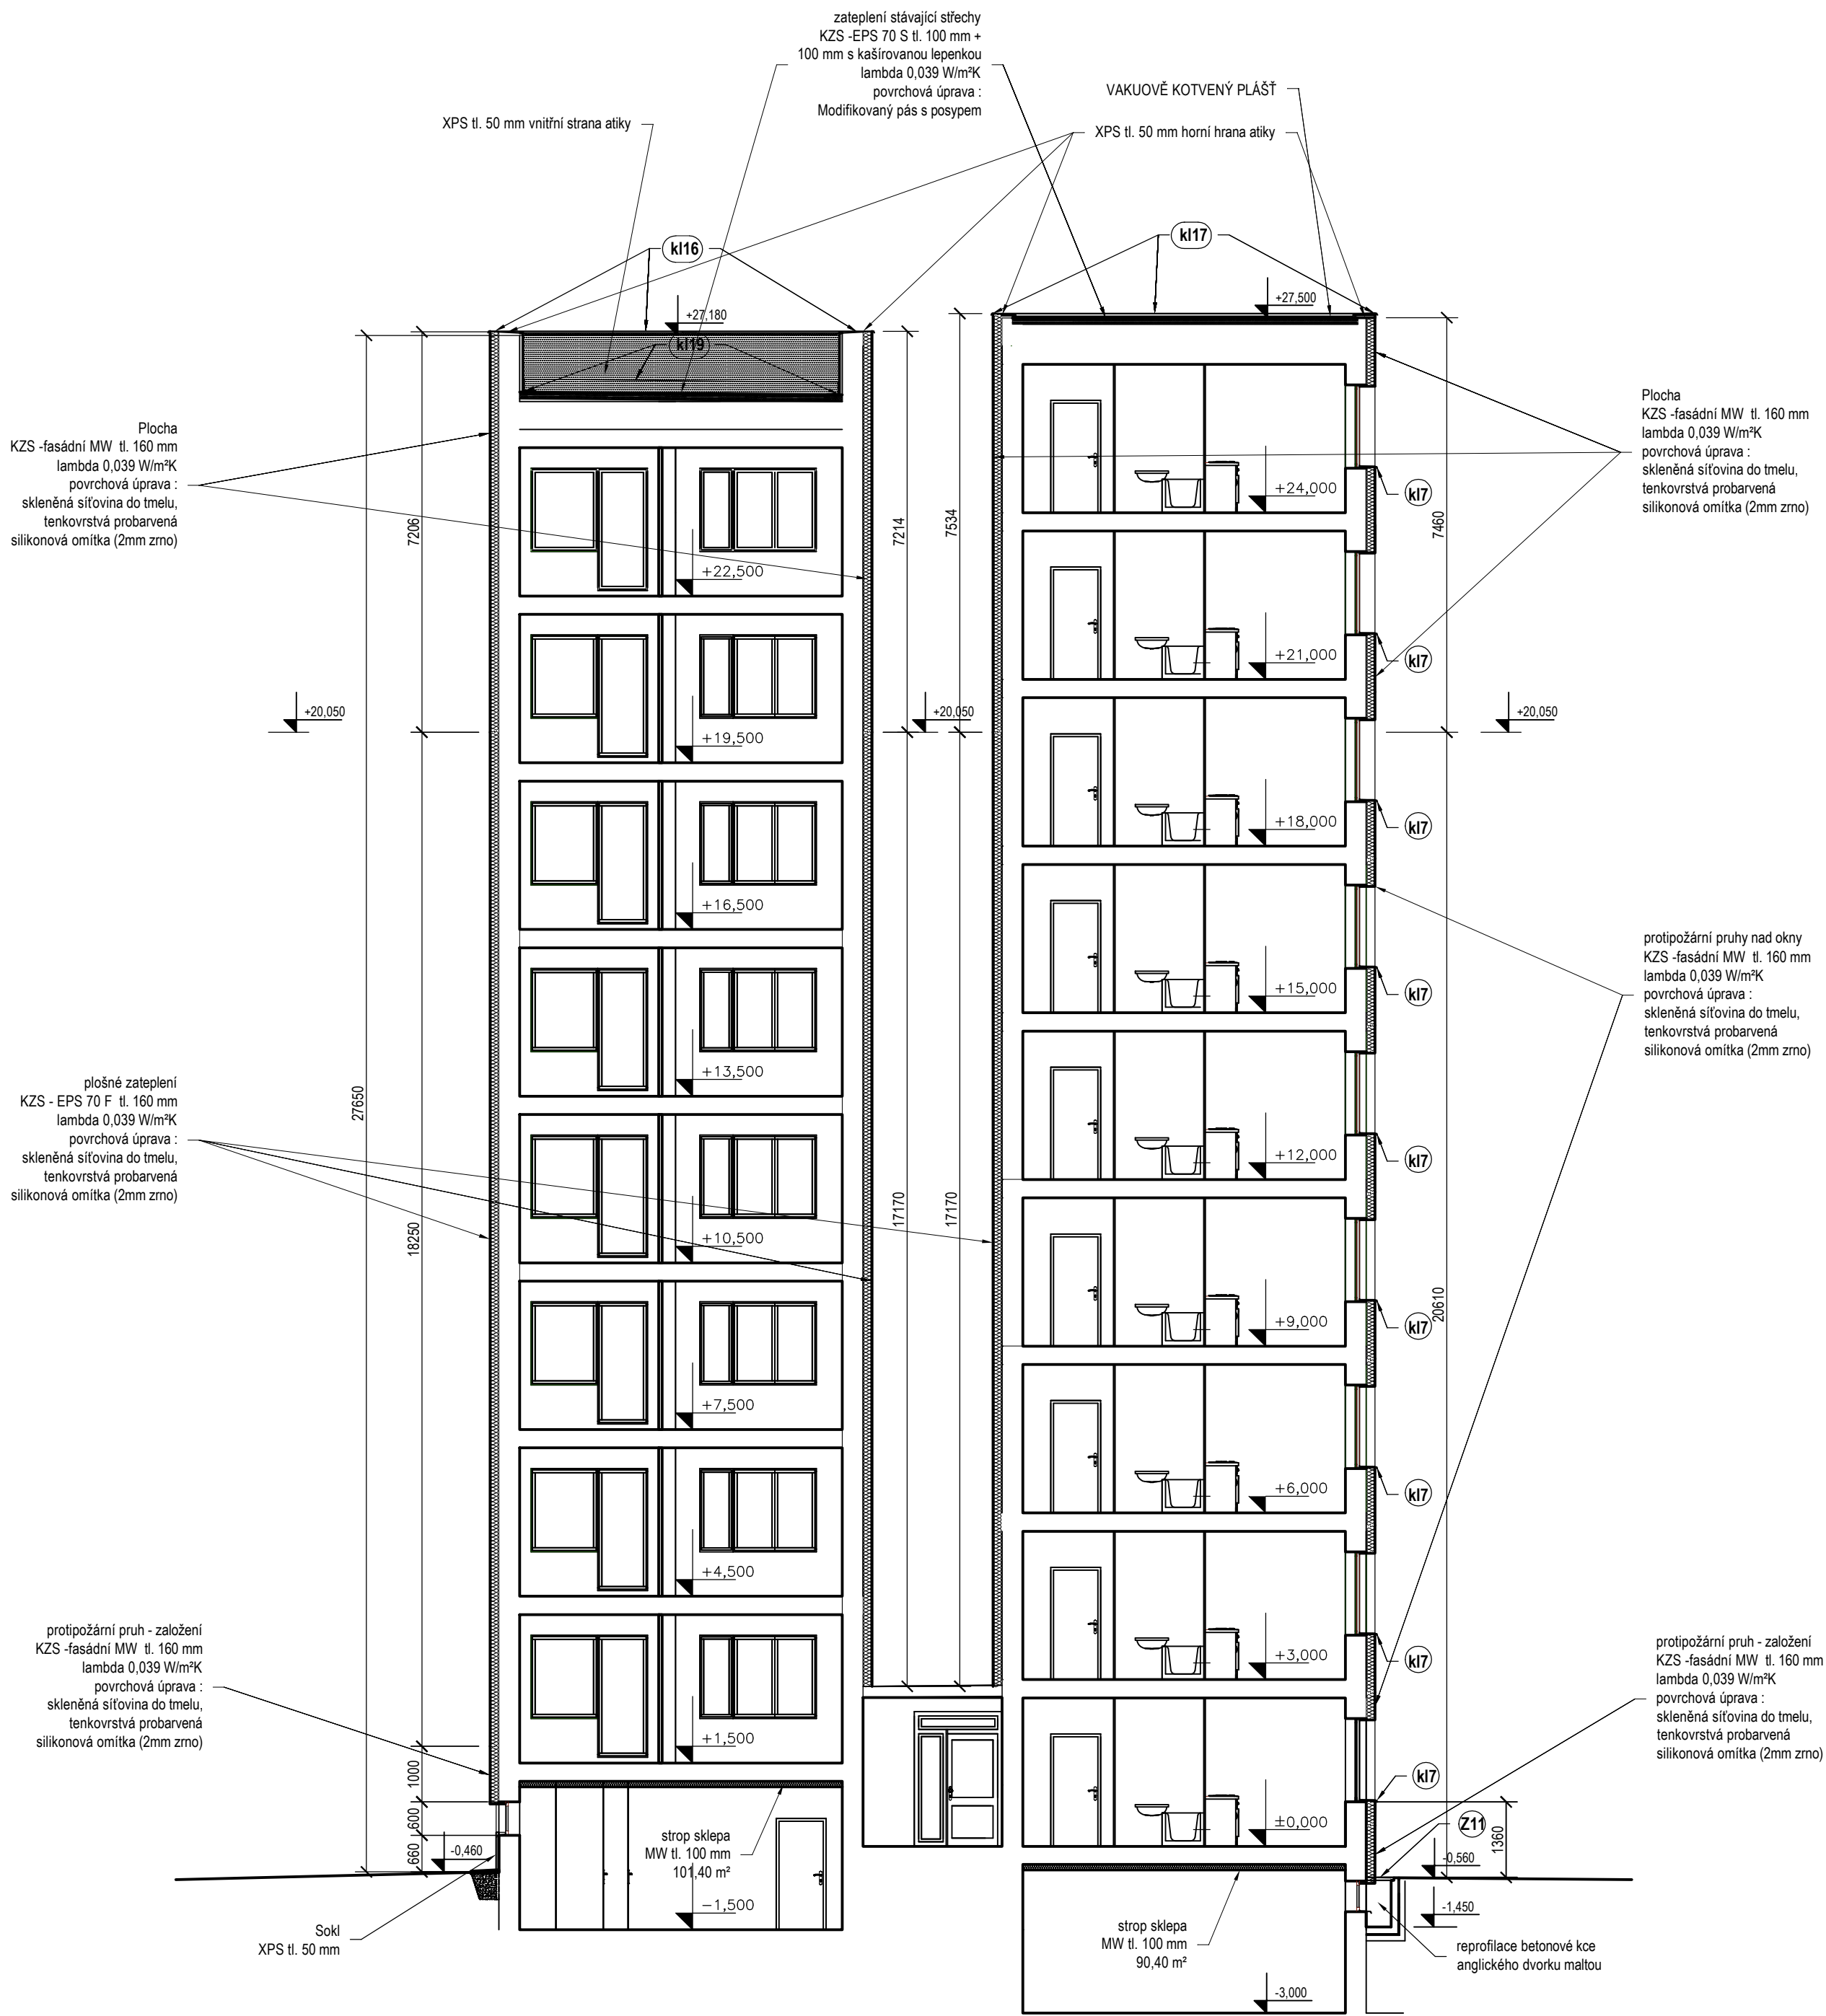 zateplení stávající střechy
KZS -EPS 70 S tl. 100 mm +
100 mm s kašírovanou lepenkou
lambda 0,039 W/m²K
povrchová úprava :
Modifikovaný pás s posypem
VAKUOVĚ KOTVENÝ PLÁŠŤ
XPS tl. 50 mm vnitřní strana atiky
XPS tl. 50 mm horní hrana atiky
kl16
kl17
+27,180
+27,500
kl19
Plocha
KZS -fasádní MW tl. 160 mm
lambda 0,039 W/m²K
povrchová úprava :
skleněná síťovina do tmelu,
tenkovrstvá probarvená
silikonová omítka (2mm zrno)
Plocha
KZS -fasádní MW tl. 160 mm
lambda 0,039 W/m²K
povrchová úprava :
skleněná síťovina do tmelu,
tenkovrstvá probarvená
silikonová omítka (2mm zrno)
7206
7214
7534
7460
+24,000
kl7
+22,500
+21,000
kl7
+20,050
+20,050
+20,050
+19,500
+18,000
kl7
+16,500
+15,000
kl7
protipožární pruhy nad okny
KZS -fasádní MW tl. 160 mm
lambda 0,039 W/m²K
povrchová úprava :
skleněná síťovina do tmelu,
tenkovrstvá probarvená
silikonová omítka (2mm zrno)
+13,500
27650
plošné zateplení
KZS - EPS 70 F tl. 160 mm
lambda 0,039 W/m²K
povrchová úprava :
skleněná síťovina do tmelu,
tenkovrstvá probarvená
silikonová omítka (2mm zrno)
+12,000
kl7
18250
17170
17170
+10,500
+9,000
kl7
20610
+7,500
+6,000
kl7
+4,500
+3,000
kl7
protipožární pruh - založení
KZS -fasádní MW tl. 160 mm
lambda 0,039 W/m²K
povrchová úprava :
skleněná síťovina do tmelu,
tenkovrstvá probarvená
silikonová omítka (2mm zrno)
protipožární pruh - založení
KZS -fasádní MW tl. 160 mm
lambda 0,039 W/m²K
povrchová úprava :
skleněná síťovina do tmelu,
tenkovrstvá probarvená
silikonová omítka (2mm zrno)
+1,500
1000
kl7
600
±0,000
Z11
1360
660
-0,460
strop sklepa
MW tl. 100 mm
101,40 m²
-0,560
-1,500
-1,450
Sokl
XPS tl. 50 mm
strop sklepa
MW tl. 100 mm
90,40 m²
reprofilace betonové kce
anglického dvorku maltou
-3,000